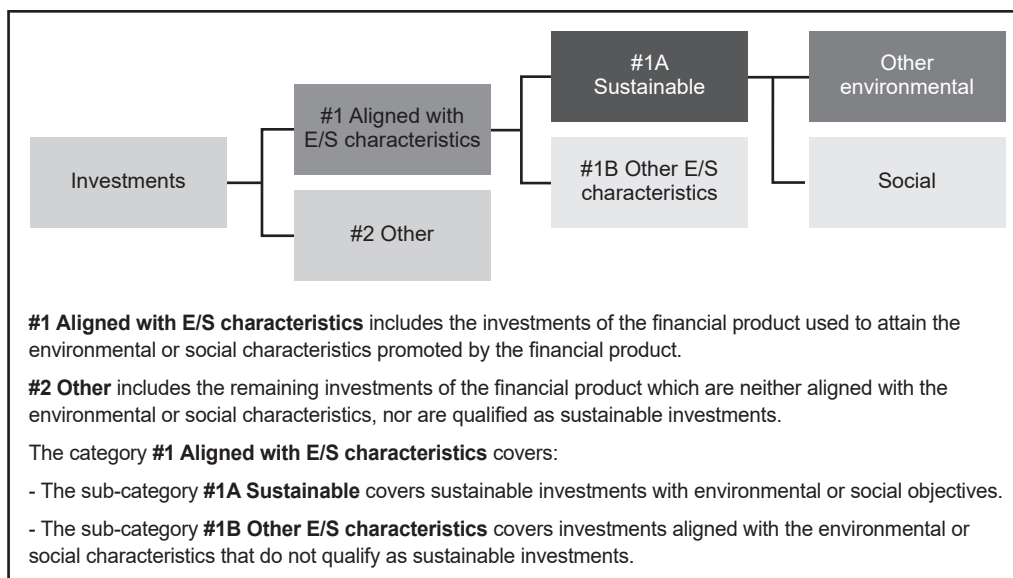 #1A
Sustainable
Other
environmental
#1 Aligned with
E/S characteristics
Investments
#1B Other E/S
characteristics
Social
#2 Other
#1 Aligned with E/S characteristics includes the investments of the financial product used to attain the
environmental or social characteristics promoted by the financial product.
#2 Other includes the remaining investments of the financial product which are neither aligned with the
environmental or social characteristics, nor are qualified as sustainable investments.
The category #1 Aligned with E/S characteristics covers:
- The sub-category #1A Sustainable covers sustainable investments with environmental or social objectives.
- The sub-category #1B Other E/S characteristics covers investments aligned with the environmental or
social characteristics that do not qualify as sustainable investments.